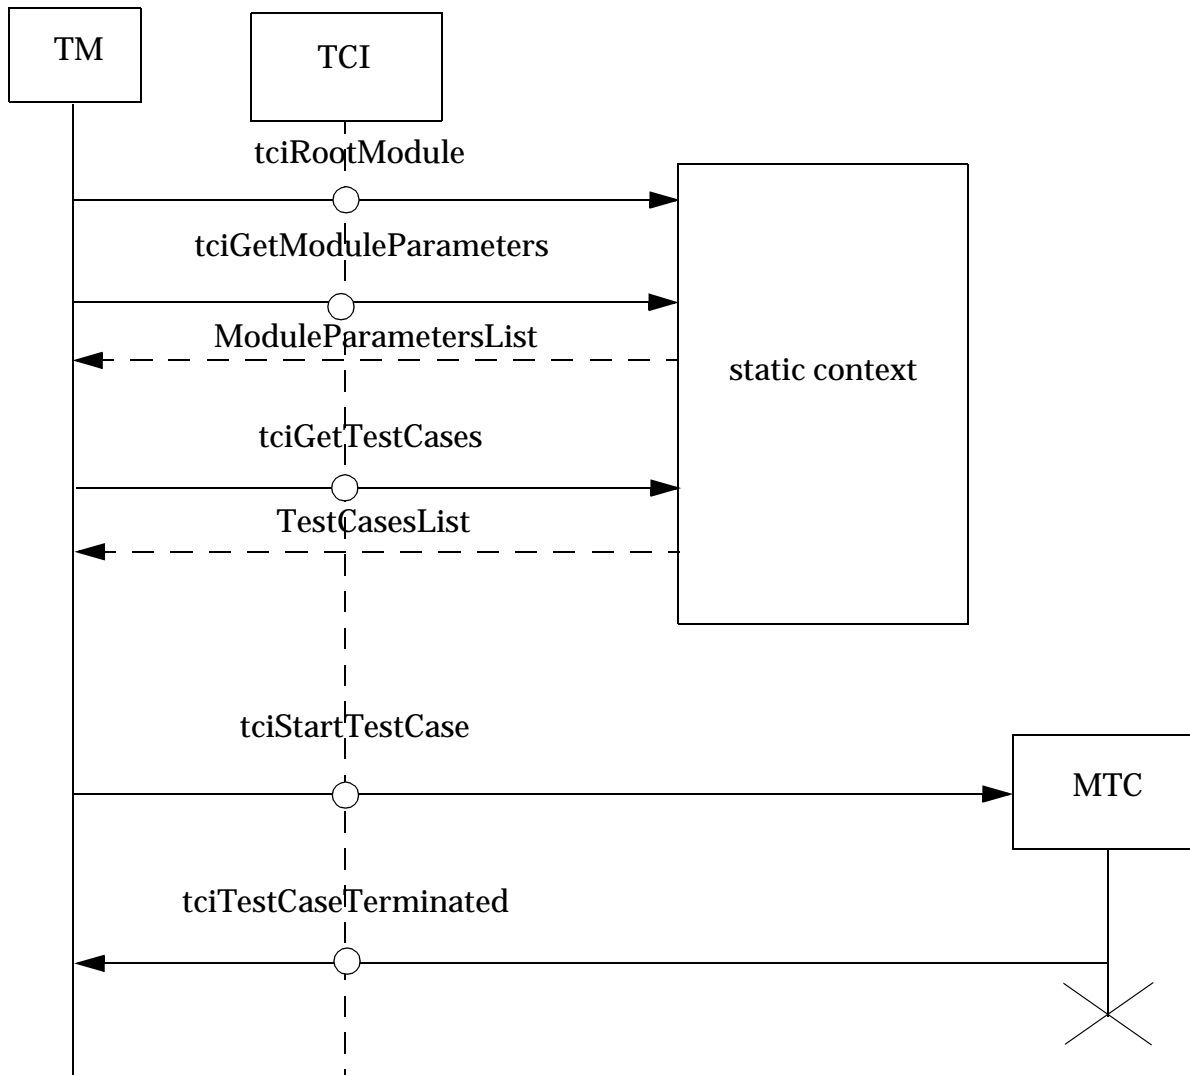 TM
TCI
tciRootModule
tciGetModuleParameters
ModuleParametersList
static context
tciGetTestCases
TestCasesList
tciStartTestCase
MTC
tciTestCaseTerminated